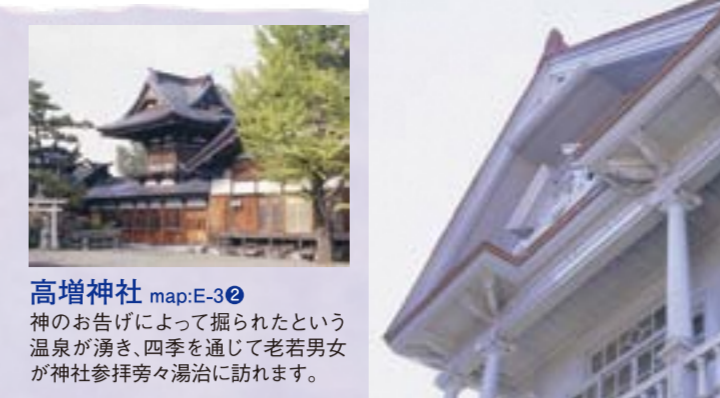 高増神社 map:E-3❷
神のお告げによって掘られたという
温泉が湧き、四季を通じて老若男女
が神社参拝旁々湯治に訪れます。